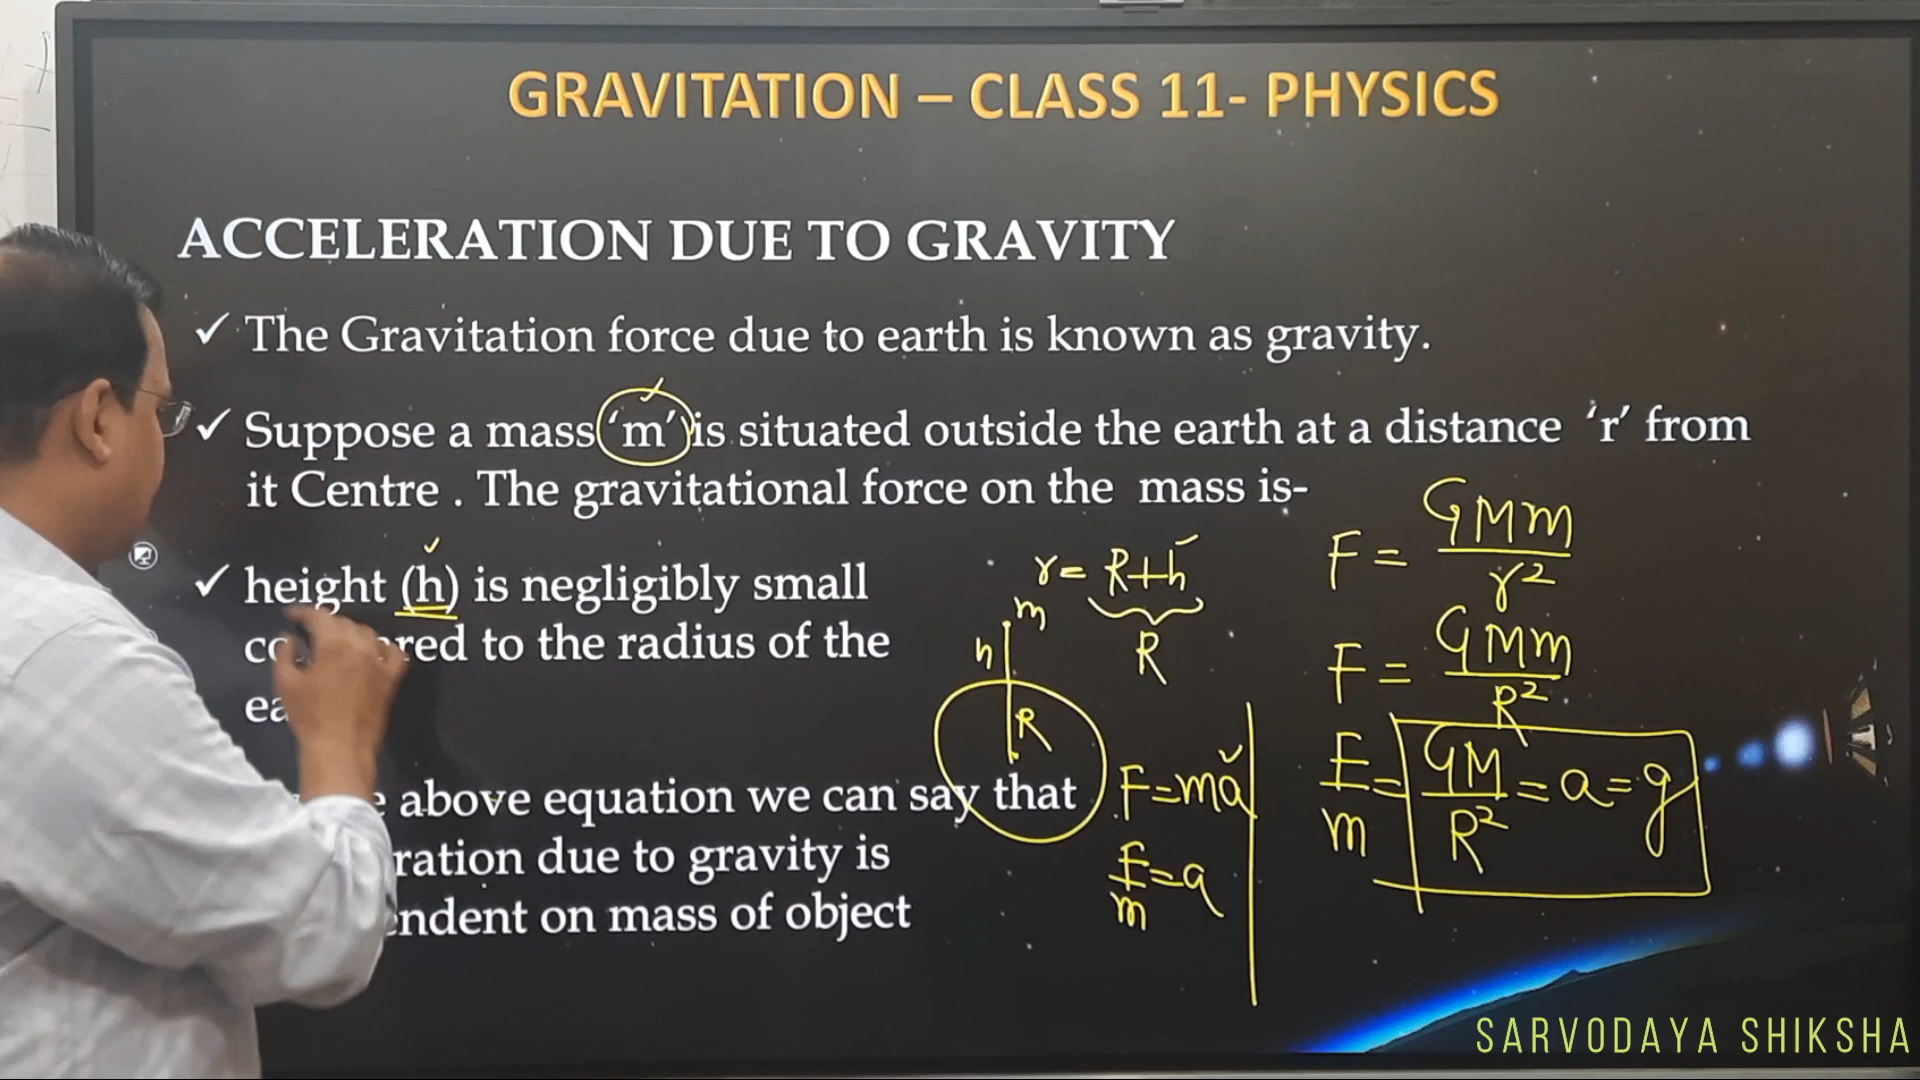 GRAVITATION – CLASS 11- PHYSICS
ACCELERATION DUE TO GRAVITY
✓ The Gravitation force due to earth is known as gravity.
✓ Suppose a mass 'm' is situated outside the earth at a distance 'r' from
it Centre . The gravitational force on the mass is-
✓ height (h) is negligibly small
to the radius of the
above equation we can say that
due to gravity is
on mass of object
r = R+h
R
m
h
R
F=ma
F/m=a
F = GMm/r²
F = GMm/R²
F/m = GM/R² = a = g
SARVODAYA SHIKSHA